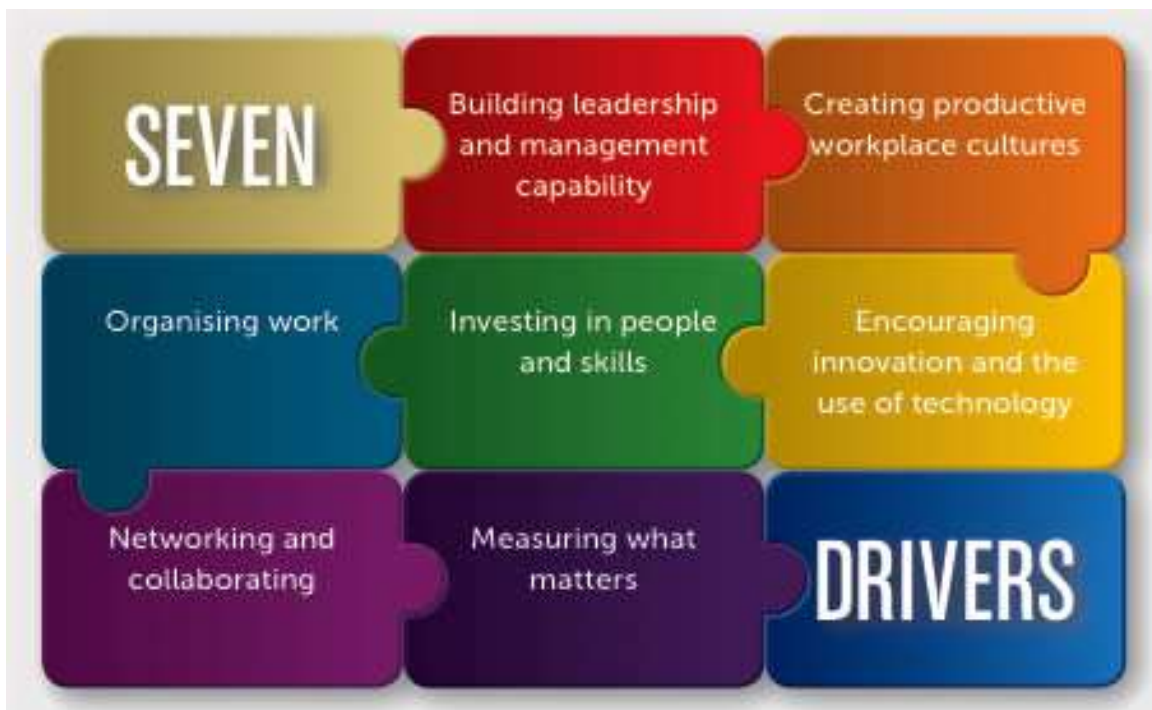 SEVEN
Building leadership
and management
capability
Creating productive
workplace cultures
Organising work
Investing in people
and skills
Encouraging
innovation and the
use of technology
Networking and
collaborating
Measuring what
matters
DRIVERS